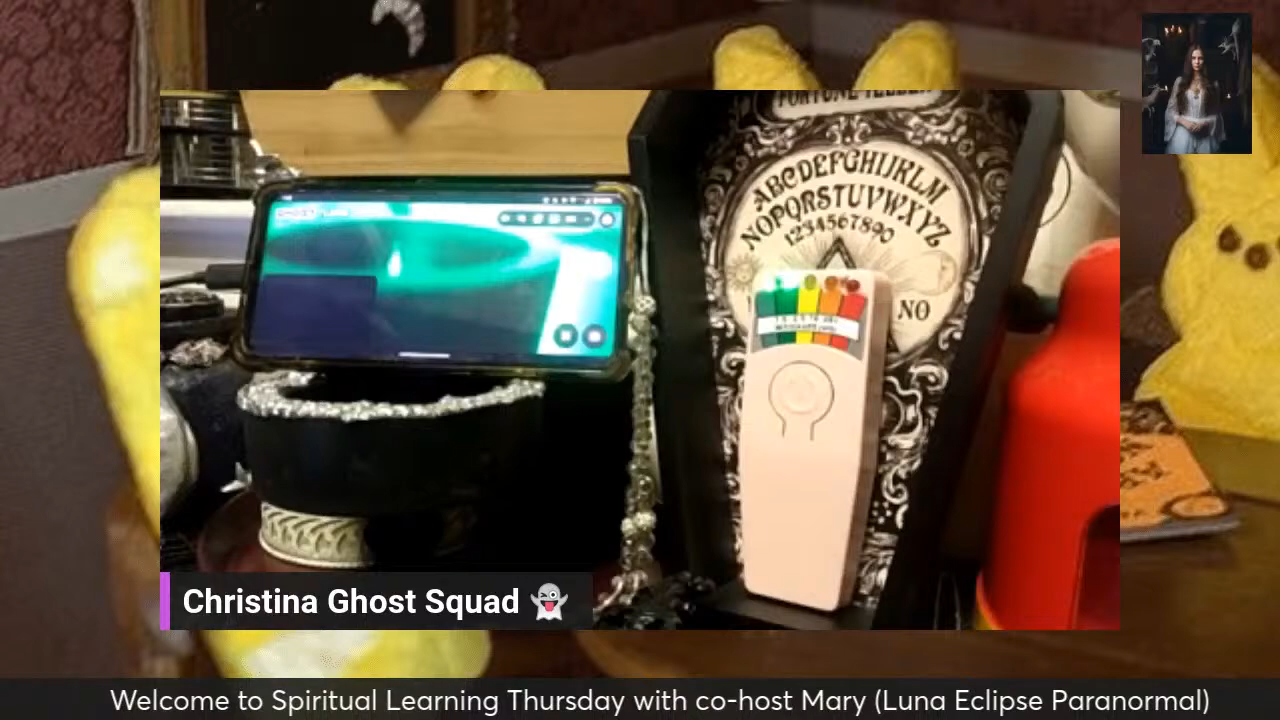 FORTUNE TELLER
ABCDEFGHIJKLM
NOPQRSTUVWXYZ
1234567890
NO
Christina Ghost Squad 👻
Welcome to Spiritual Learning Thursday with co-host Mary (Luna Eclipse Paranormal)